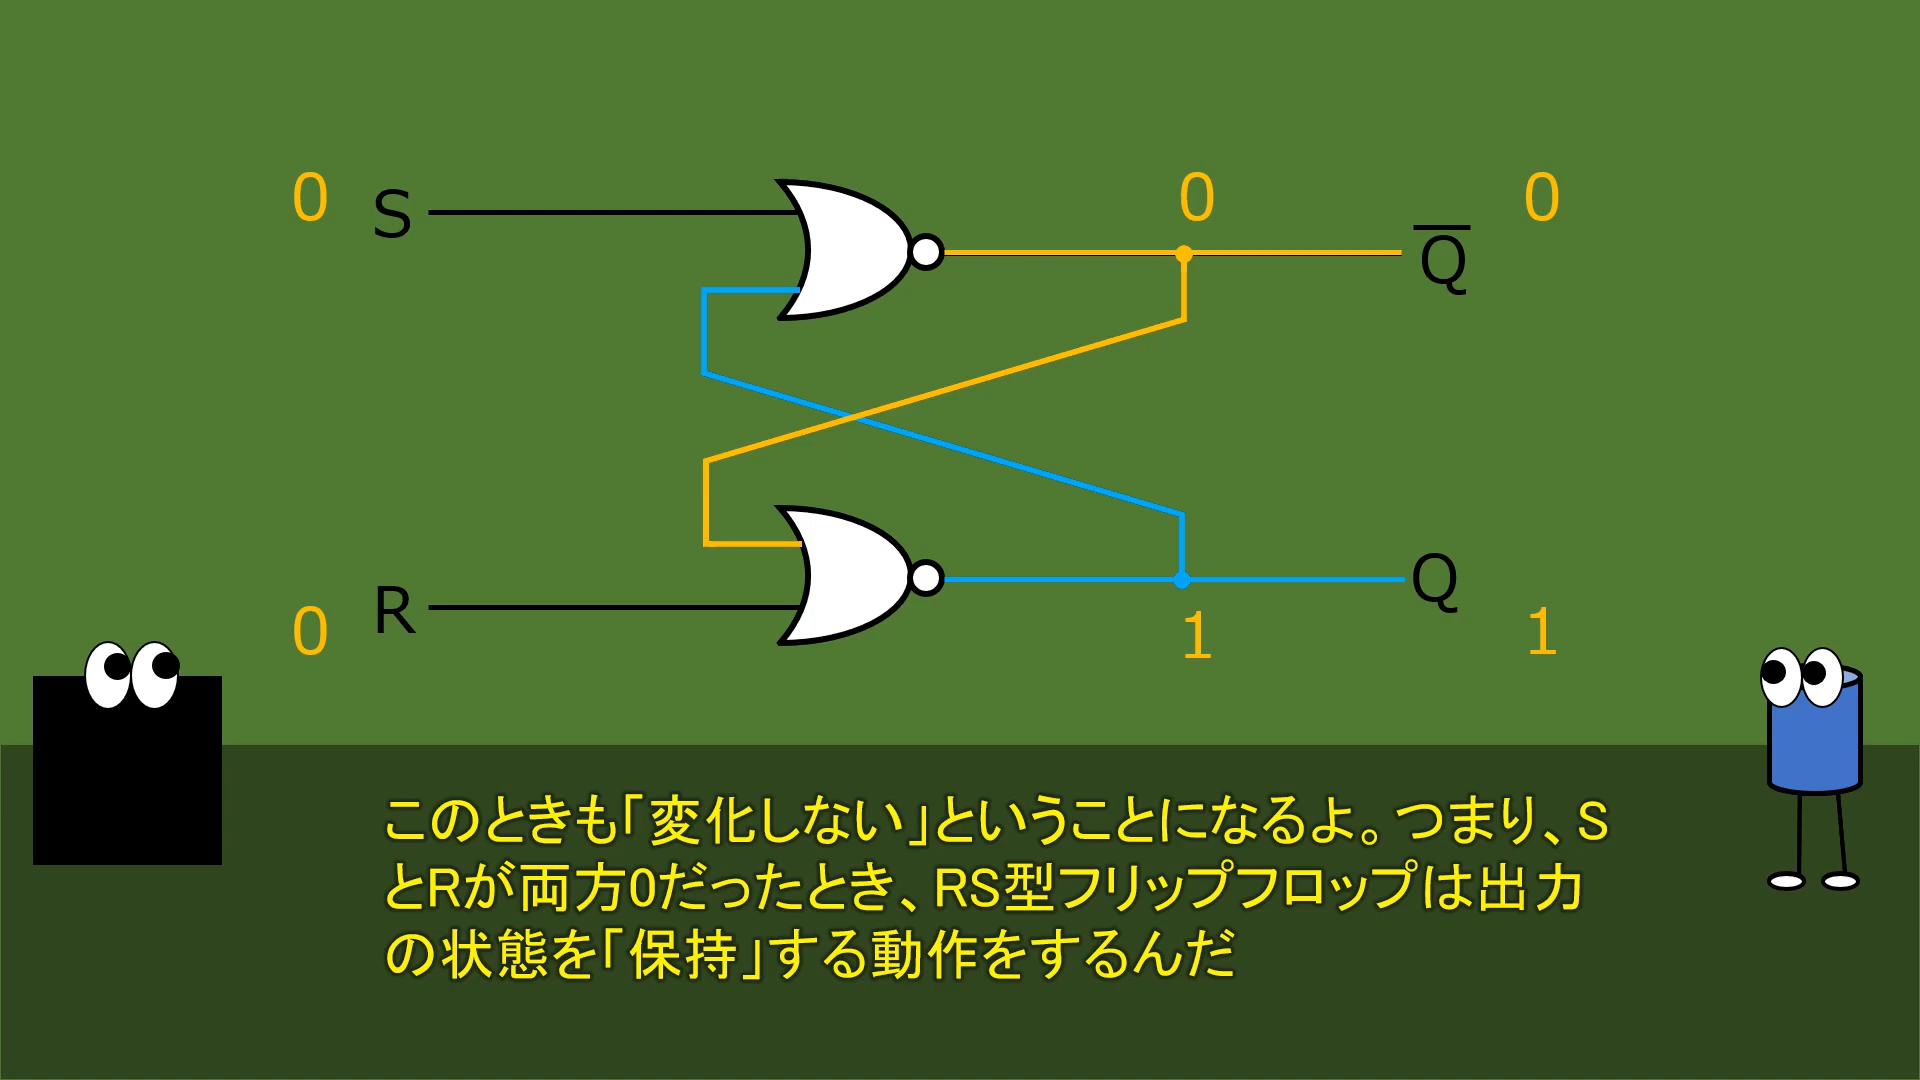 0 S 0 0
Q
Q
0 R 1 1
このときも「変化しない」ということになるよ。つまり、S
とRが両方0だったとき、RS型フリップフロップは出力
の状態を「保持」する動作をするんだ